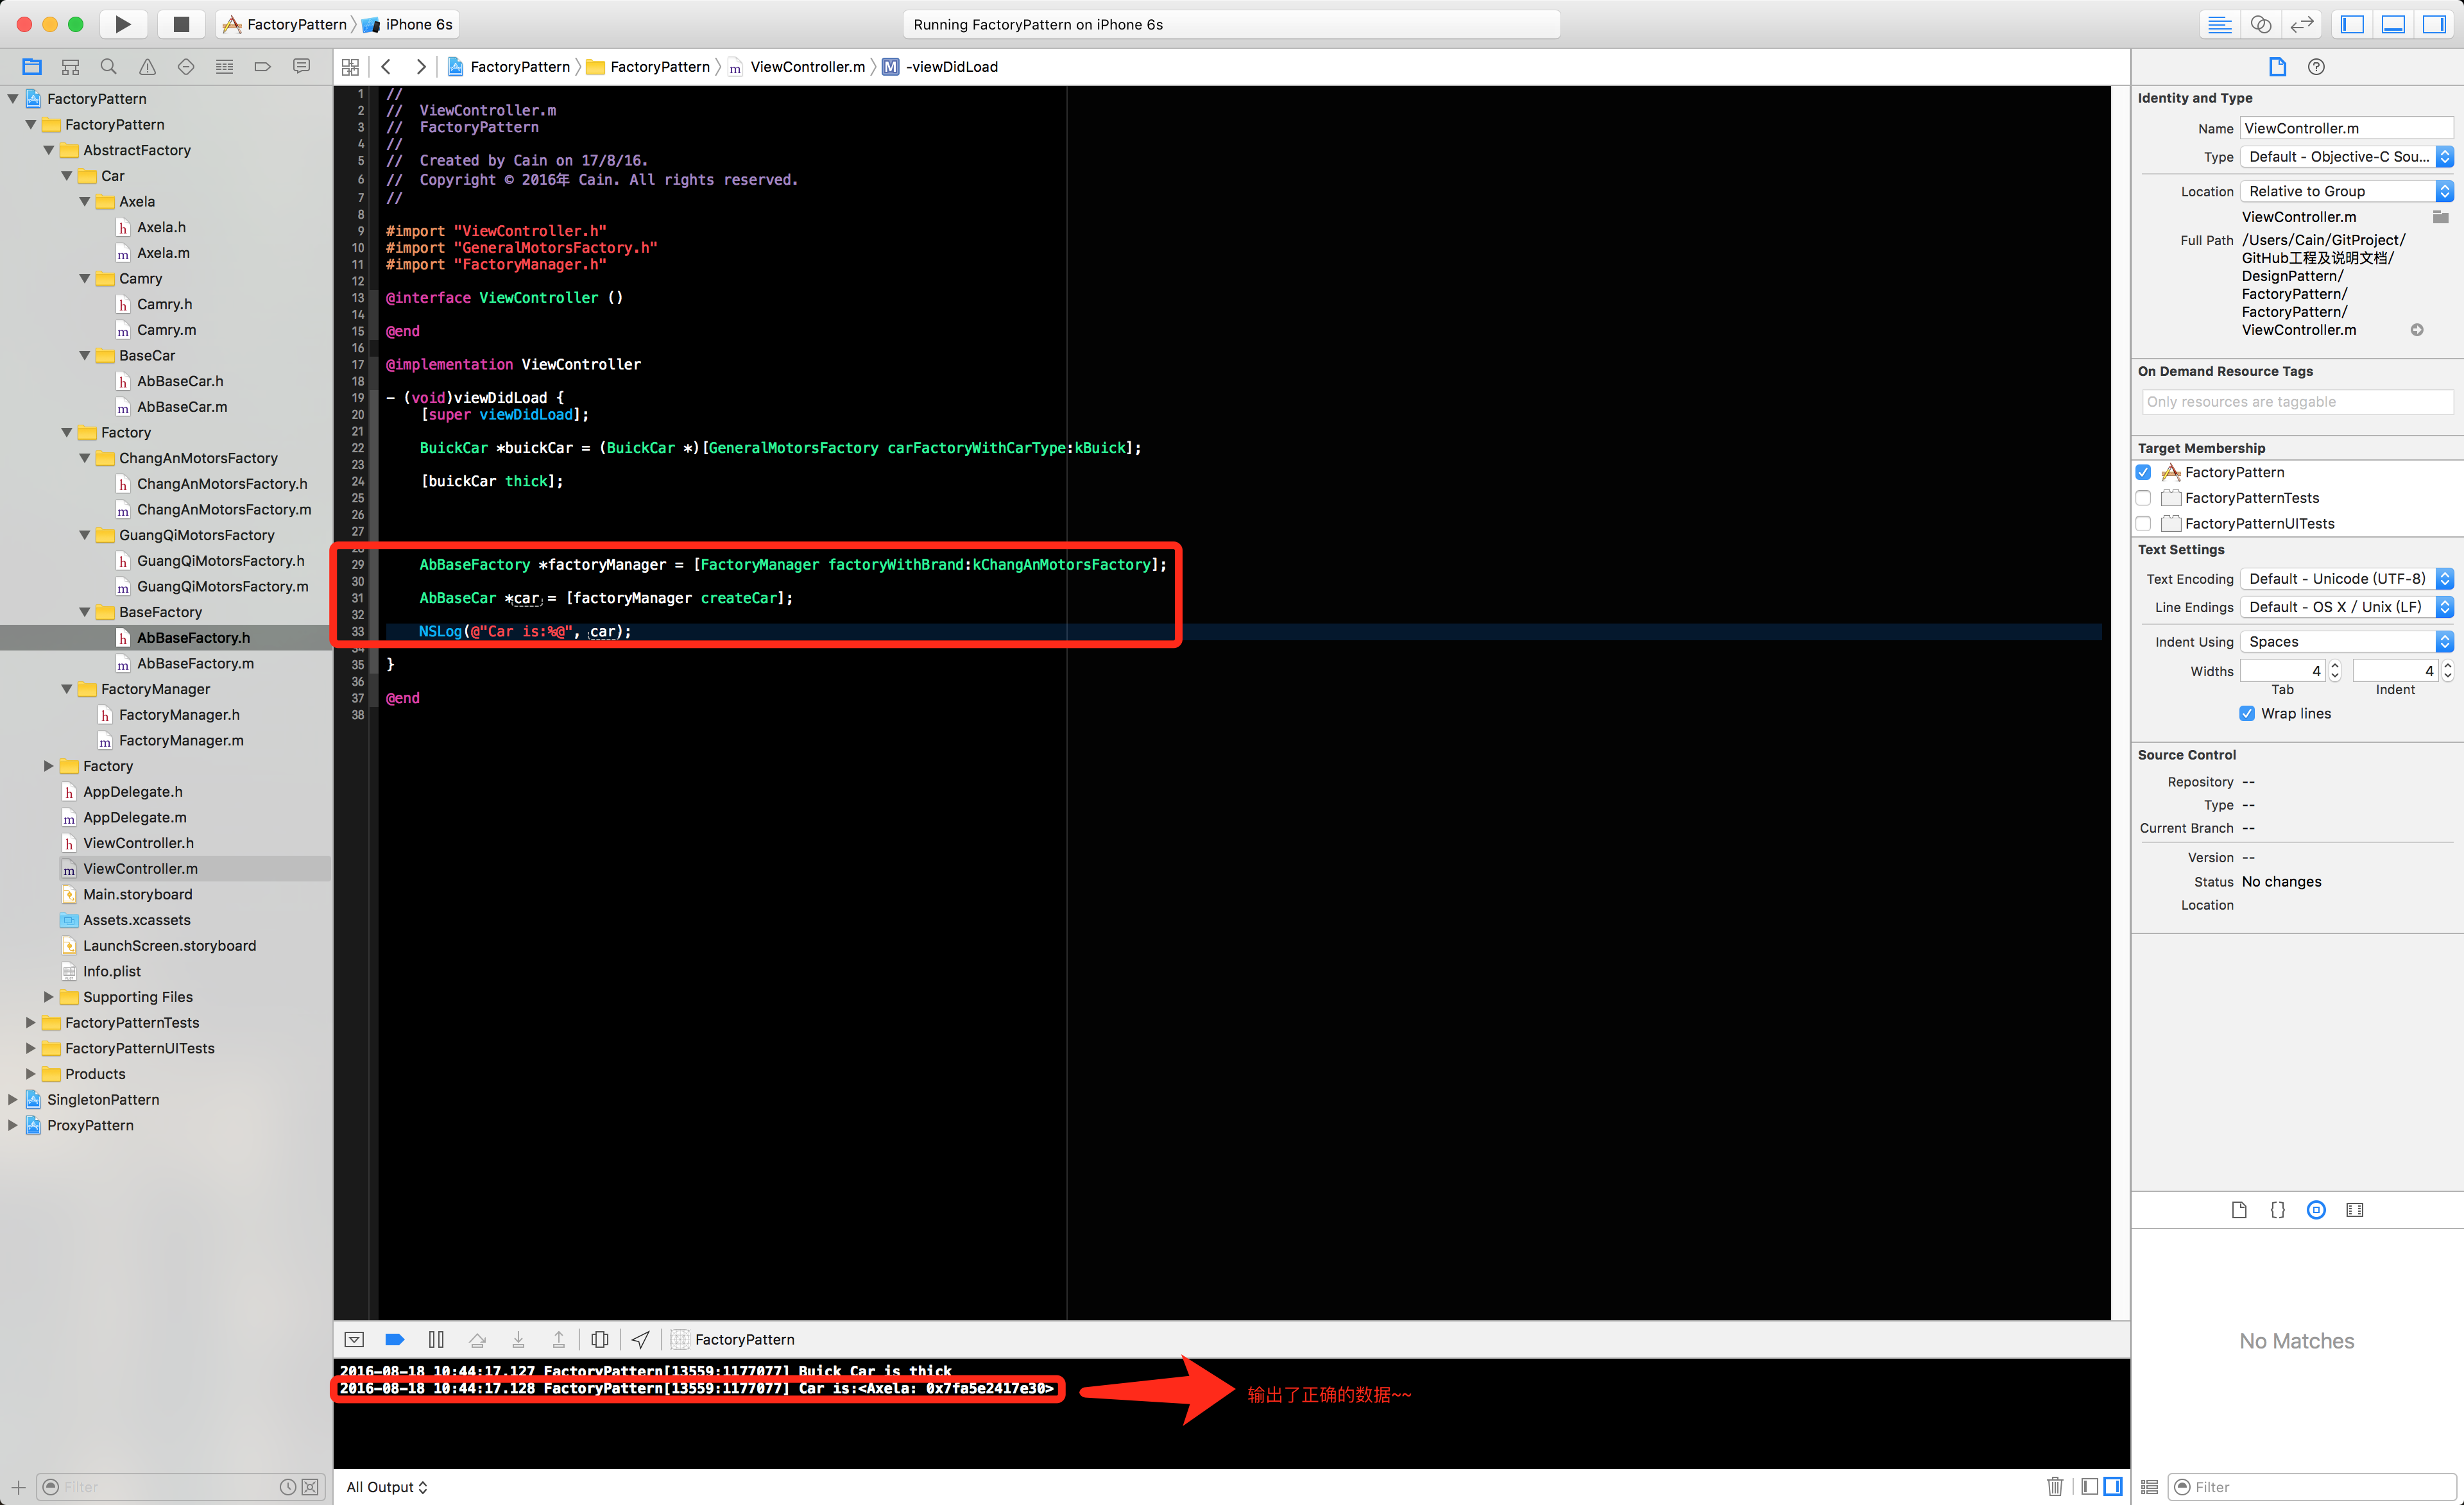 FactoryPattern
iPhone 6s
Running FactoryPattern on iPhone 6s
FactoryPattern
FactoryPattern
ViewController.m
M
-viewDidLoad
FactoryPattern
FactoryPattern
AbstractFactory
Car
Axela
h Axela.h
m Axela.m
Camry
h Camry.h
m Camry.m
BaseCar
h AbBaseCar.h
m AbBaseCar.m
Factory
ChangAnMotorsFactory
h ChangAnMotorsFactory.h
m ChangAnMotorsFactory.m
GuangQiMotorsFactory
h GuangQiMotorsFactory.h
m GuangQiMotorsFactory.m
BaseFactory
h AbBaseFactory.h
m AbBaseFactory.m
FactoryManager
h FactoryManager.h
m FactoryManager.m
Factory
h AppDelegate.h
m AppDelegate.m
h ViewController.h
m ViewController.m
Main.storyboard
Assets.xcassets
LaunchScreen.storyboard
Info.plist
Supporting Files
FactoryPatternTests
FactoryPatternUITests
Products
SingletonPattern
ProxyPattern
Filter
1 //
2 //  ViewController.m
3 //  FactoryPattern
4 //
5 //  Created by Cain on 17/8/16.
6 //  Copyright © 2016年 Cain. All rights reserved.
7 //
8
9 #import "ViewController.h"
10 #import "GeneralMotorsFactory.h"
11 #import "FactoryManager.h"
12
13 @interface ViewController ()
14
15 @end
16
17 @implementation ViewController
18
19 - (void)viewDidLoad {
20     [super viewDidLoad];
21
22     BuickCar *buickCar = (BuickCar *)[GeneralMotorsFactory carFactoryWithCarType:kBuick];
23
24     [buickCar thick];
25
26
27
28
29     AbBaseFactory *factoryManager = [FactoryManager factoryWithBrand:kChangAnMotorsFactory];
30
31     AbBaseCar *car = [factoryManager createCar];
32
33     NSLog(@"Car is:%@", car);
34
35 }
36
37 @end
38
FactoryPattern
2016-08-18 10:44:17.127 FactoryPattern[13559:1177077] Buick Car is thick
2016-08-18 10:44:17.128 FactoryPattern[13559:1177077] Car is:<Axela: 0x7fa5e2417e30>
输出了正确的数据~~
All Output
Identity and Type
Name ViewController.m
Type Default - Objective-C Sou...
Location Relative to Group
ViewController.m
Full Path /Users/Cain/GitProject/
GitHub工程及说明文档/
DesignPattern/
FactoryPattern/
FactoryPattern/
ViewController.m
On Demand Resource Tags
Only resources are taggable
Target Membership
FactoryPattern
FactoryPatternTests
FactoryPatternUITests
Text Settings
Text Encoding Default - Unicode (UTF-8)
Line Endings Default - OS X / Unix (LF)
Indent Using Spaces
Widths 4 4
Tab Indent
Wrap lines
Source Control
Repository --
Type --
Current Branch --
Version --
Status No changes
Location
No Matches
Filter